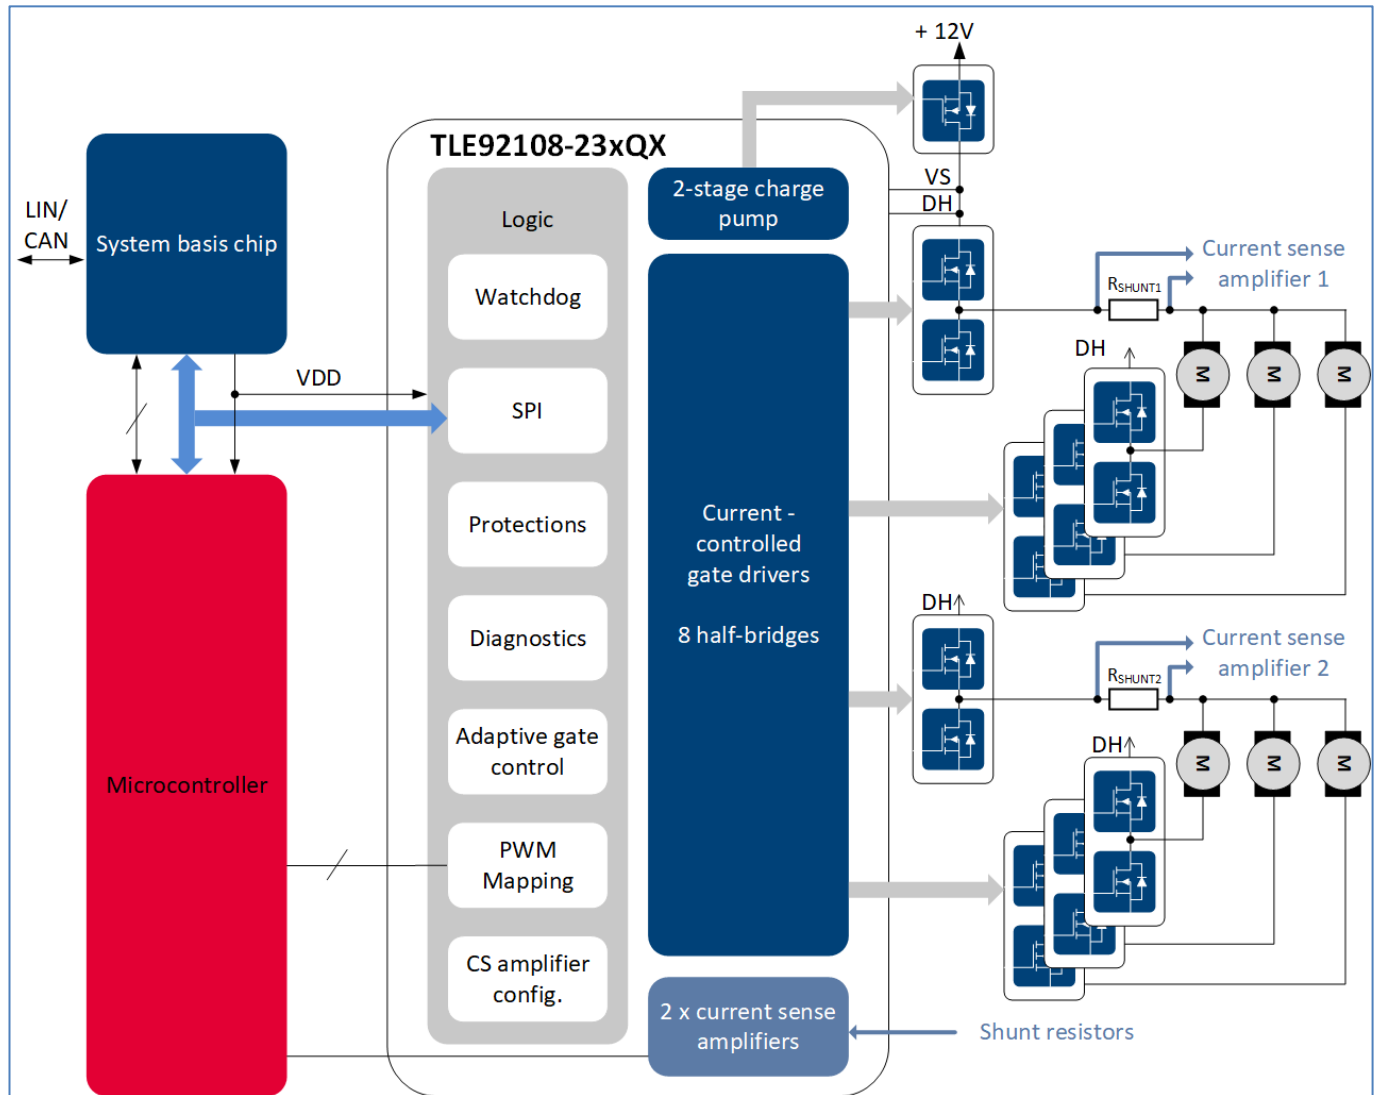 + 12V
TLE92108-23xQX
LIN/
CAN
System basis chip
VDD
Microcontroller
Logic
Watchdog
SPI
Protections
Diagnostics
Adaptive gate
control
PWM
Mapping
CS amplifier
config.
2-stage charge
pump
Current -
controlled
gate drivers
8 half-bridges
2 x current sense
amplifiers
Shunt resistors
VS
DH
Current sense
amplifier 1
RSHUNT1
DH
M
M
M
DH
Current sense
amplifier 2
RSHUNT2
DH
M
M
M